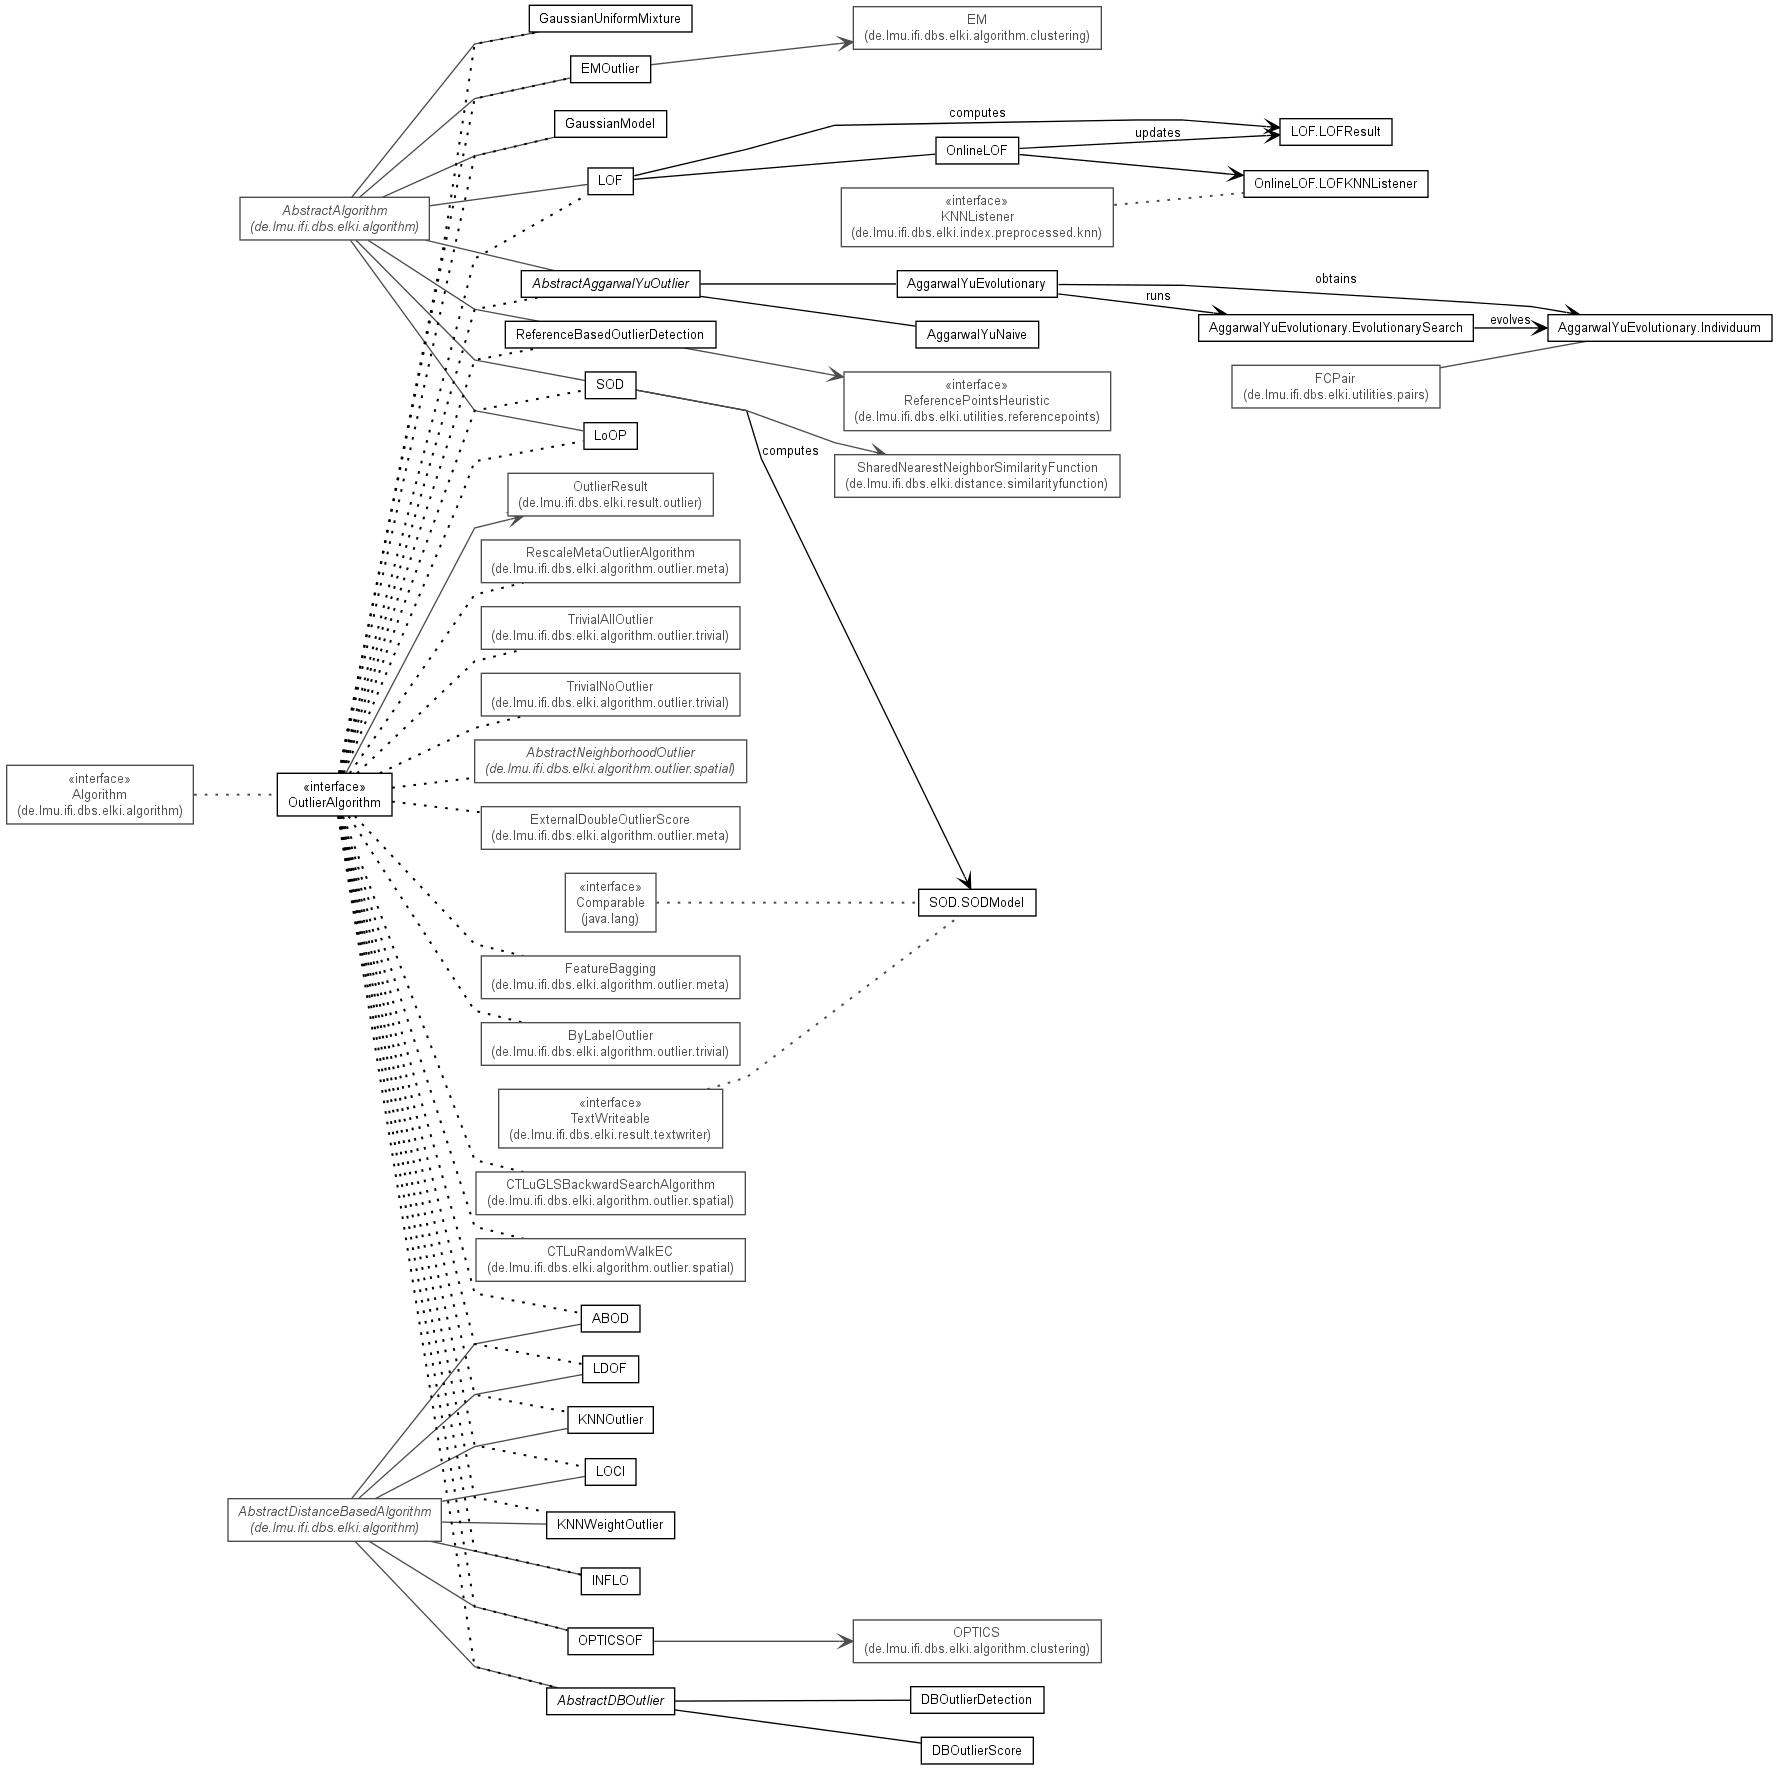 GaussianUniformMixture
EM
(de.lmu.ifi.dbs.elki.algorithm.clustering)
EMOutlier
GaussianModel
computes
LOF.LOFResult
updates
OnlineLOF
LOF
OnlineLOF.LOFKNNListener
«interface»
KNNListener
(de.lmu.ifi.dbs.elki.index.preprocessed.knn)
AbstractAlgorithm
(de.lmu.ifi.dbs.elki.algorithm)
AbstractAggarwalYuOutlier
AggarwalYuEvolutionary
obtains
runs
AggarwalYuEvolutionary.EvolutionarySearch
evolves
AggarwalYuEvolutionary.Individuum
ReferenceBasedOutlierDetection
AggarwalYuNaive
FCPair
(de.lmu.ifi.dbs.elki.utilities.pairs)
SOD
«interface»
ReferencePointsHeuristic
(de.lmu.ifi.dbs.elki.utilities.referencepoints)
LoOP
computes
SharedNearestNeighborSimilarityFunction
(de.lmu.ifi.dbs.elki.distance.similarityfunction)
OutlierResult
(de.lmu.ifi.dbs.elki.result.outlier)
RescaleMetaOutlierAlgorithm
(de.lmu.ifi.dbs.elki.algorithm.outlier.meta)
TrivialAllOutlier
(de.lmu.ifi.dbs.elki.algorithm.outlier.trivial)
TrivialNoOutlier
(de.lmu.ifi.dbs.elki.algorithm.outlier.trivial)
AbstractNeighborhoodOutlier
(de.lmu.ifi.dbs.elki.algorithm.outlier.spatial)
«interface»
Algorithm
(de.lmu.ifi.dbs.elki.algorithm)
«interface»
OutlierAlgorithm
ExternalDoubleOutlierScore
(de.lmu.ifi.dbs.elki.algorithm.outlier.meta)
«interface»
Comparable
(java.lang)
SOD.SODModel
FeatureBagging
(de.lmu.ifi.dbs.elki.algorithm.outlier.meta)
ByLabelOutlier
(de.lmu.ifi.dbs.elki.algorithm.outlier.trivial)
«interface»
TextWriteable
(de.lmu.ifi.dbs.elki.result.textwriter)
CTLuGLSBackwardSearchAlgorithm
(de.lmu.ifi.dbs.elki.algorithm.outlier.spatial)
CTLuRandomWalkEC
(de.lmu.ifi.dbs.elki.algorithm.outlier.spatial)
ABOD
LDOF
KNNOutlier
LOCI
AbstractDistanceBasedAlgorithm
(de.lmu.ifi.dbs.elki.algorithm)
KNNWeightOutlier
INFLO
OPTICSOF
OPTICS
(de.lmu.ifi.dbs.elki.algorithm.clustering)
AbstractDBOutlier
DBOutlierDetection
DBOutlierScore